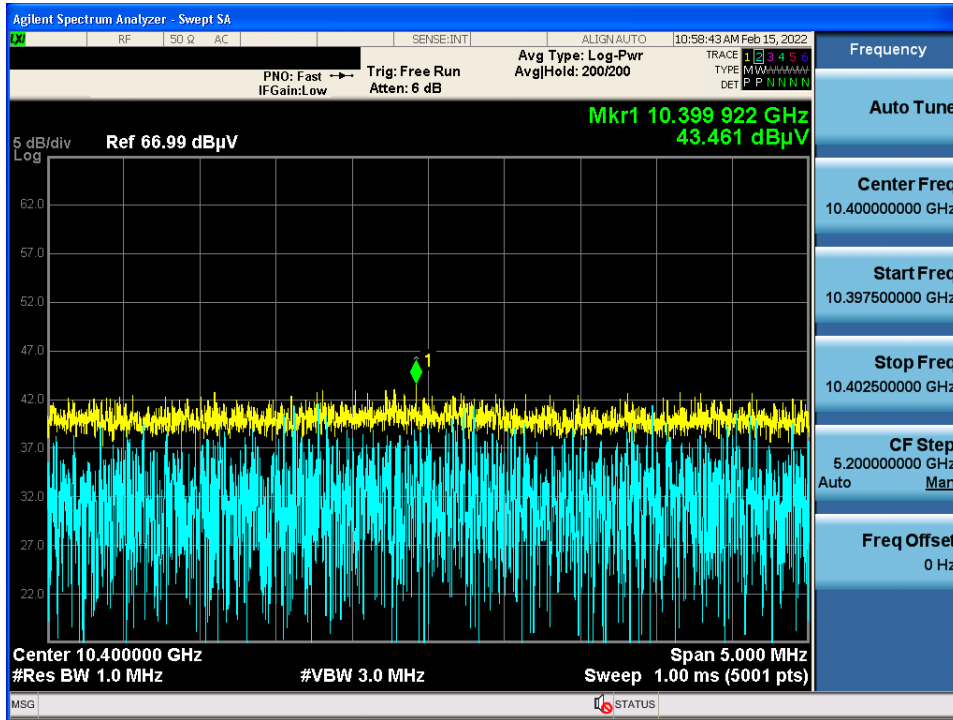 Agilent Spectrum Analyzer - Swept SA
LXI RF 50 Ω AC SENSE:INT ALIGN AUTO 10:58:43 AM Feb 15, 2022
Frequency
PNO: Fast Trig: Free Run Avg Type: Log-Pwr TRACE 1 2 3 4 5 6
IFGain:Low Atten: 6 dB Avg|Hold: 200/200 TYPE M W W W W W
DET P P N N N N
Auto Tune
Mkr1 10.399 922 GHz
5 dB/div Ref 66.99 dBµV 43.461 dBµV
Log
Center Freq
10.400000000 GHz
62.0
57.0
Start Freq
10.397500000 GHz
52.0
47.0
1
Stop Freq
10.402500000 GHz
42.0
37.0
CF Step
5.200000000 GHz
Auto Man
32.0
27.0
Freq Offset
0 Hz
22.0
Center 10.400000 GHz Span 5.000 MHz
#Res BW 1.0 MHz #VBW 3.0 MHz Sweep 1.00 ms (5001 pts)
MSG STATUS